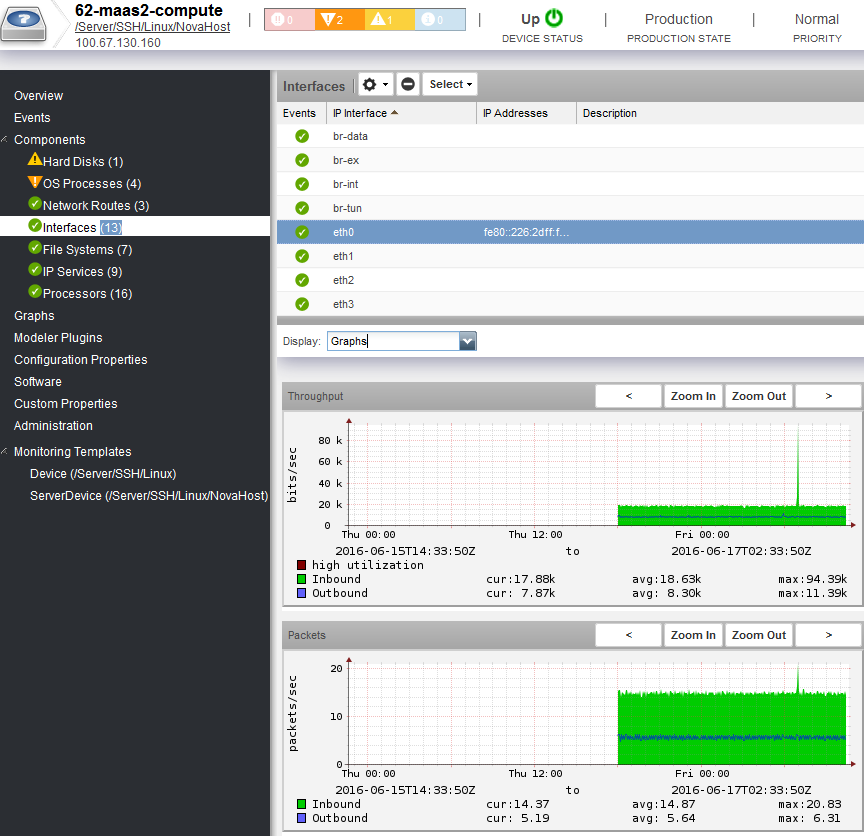 62-maas2-compute
/Server/SSH/Linux/NovaHost
100.67.130.160
0 2 1 0
Up
DEVICE STATUS
Production
PRODUCTION STATE
Normal
PRIORITY
Overview
Events
Components
Hard Disks (1)
OS Processes (4)
Network Routes (3)
Interfaces (13)
File Systems (7)
IP Services (9)
Processors (16)
Graphs
Modeler Plugins
Configuration Properties
Software
Custom Properties
Administration
Monitoring Templates
Device (/Server/SSH/Linux)
ServerDevice (/Server/SSH/Linux/NovaHost)
Interfaces Select
Events IP Interface IP Addresses Description
br-data
br-ex
br-int
br-tun
eth0 fe80::226:2dff:f...
eth1
eth2
eth3
Display: Graphs
Throughput < Zoom In Zoom Out >
bits/sec
80 k
60 k
40 k
20 k
0
Thu 00:00 Thu 12:00 Fri 00:00
2016-06-15T14:33:50Z to 2016-06-17T02:33:50Z
high utilization
Inbound cur:17.88k avg:18.63k max:94.39k
Outbound cur: 7.87k avg: 8.30k max:11.39k
Packets < Zoom In Zoom Out >
packets/sec
20
10
0
Thu 00:00 Thu 12:00 Fri 00:00
2016-06-15T14:33:50Z to 2016-06-17T02:33:50Z
Inbound cur:14.37 avg:14.87 max:20.83
Outbound cur: 5.19 avg: 5.64 max: 6.31